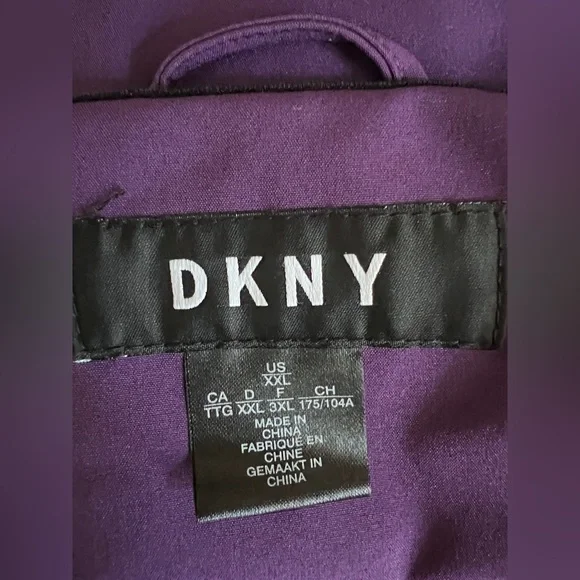 DKNY
US
XXL
CA D F CH
TTG XXL 3XL 175/104A
MADE IN
CHINA
FABRIQUÉ EN
CHINE
GEMAAKT IN
CHINA